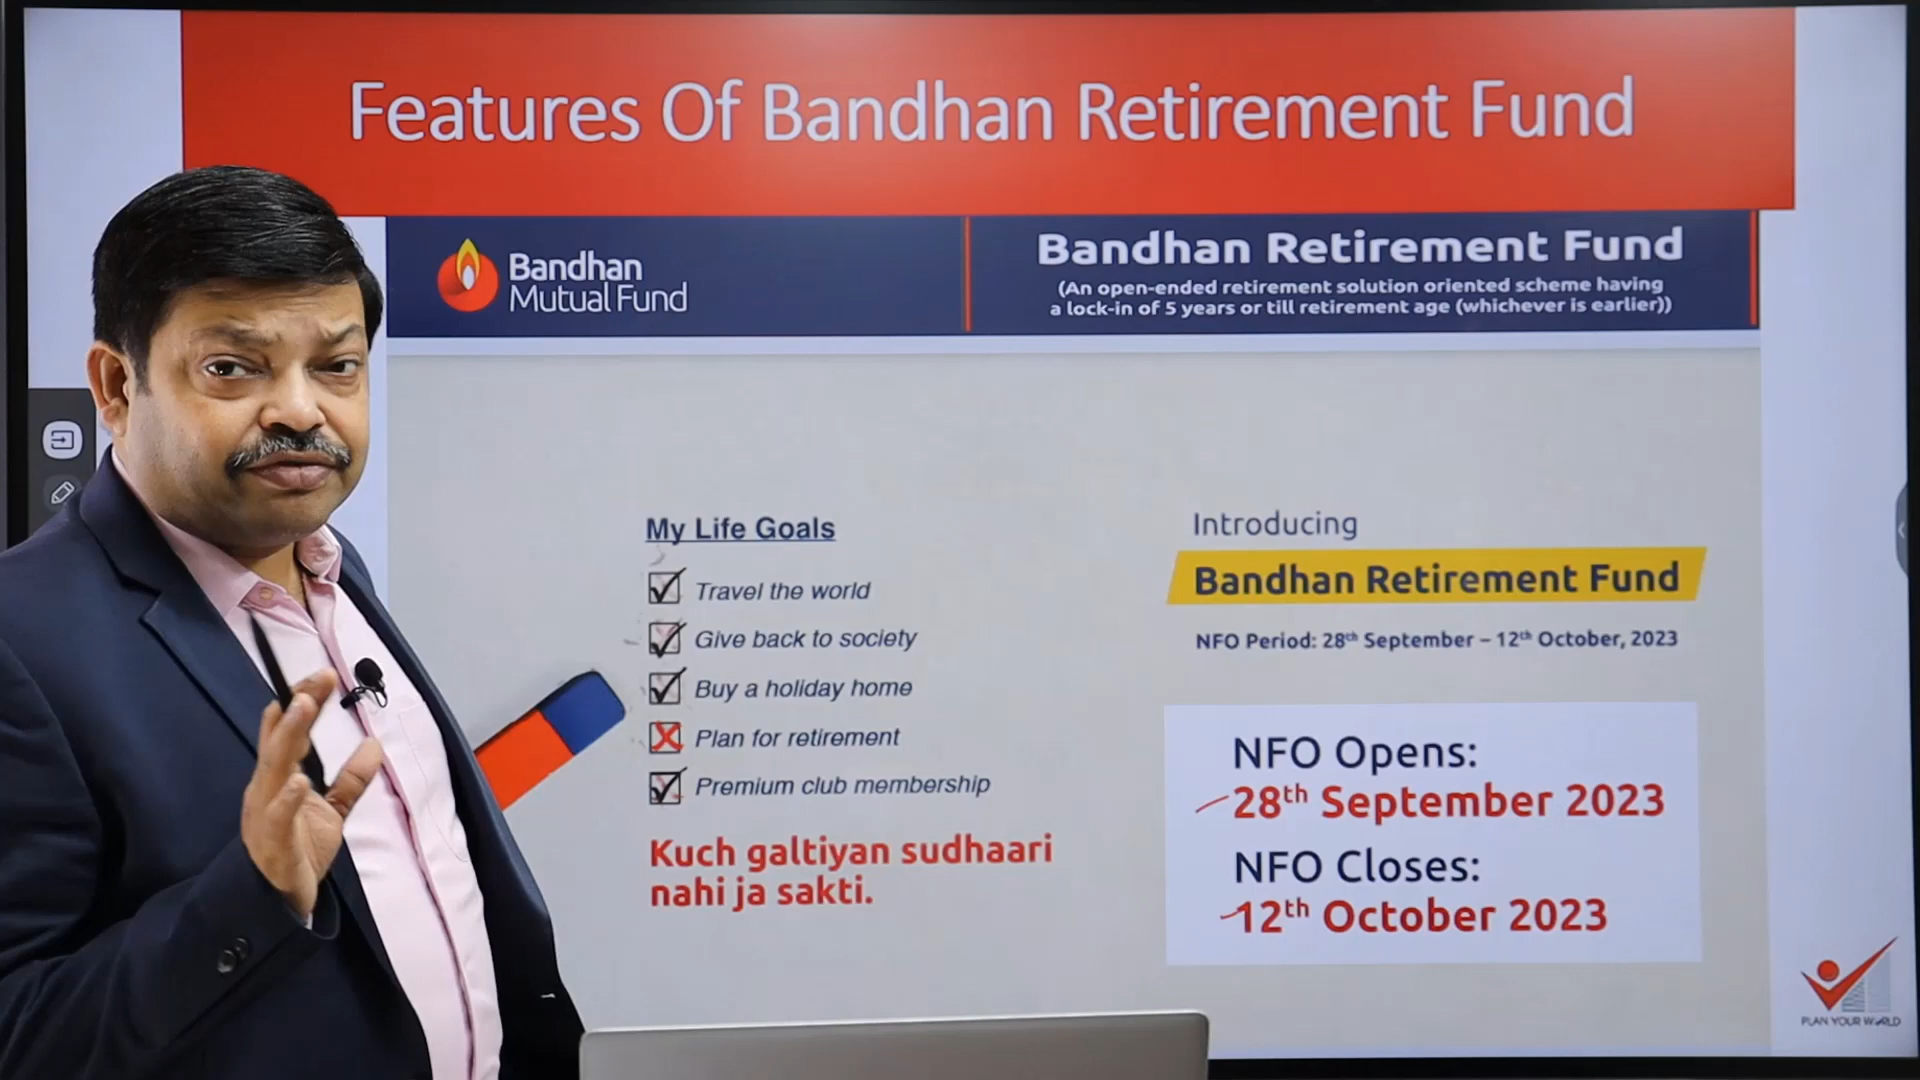 Features Of Bandhan Retirement Fund
Bandhan
Mutual Fund
Bandhan Retirement Fund
(An open-ended retirement solution oriented scheme having
a lock-in of 5 years or till retirement age (whichever is earlier))
My Life Goals
Travel the world
Give back to society
Buy a holiday home
Plan for retirement
Premium club membership
Kuch galtiyan sudhaari
nahi ja sakti.
Introducing
Bandhan Retirement Fund
NFO Period: 28th September – 12th October, 2023
NFO Opens:
28th September 2023
NFO Closes:
12th October 2023
PLAN YOUR WORLD